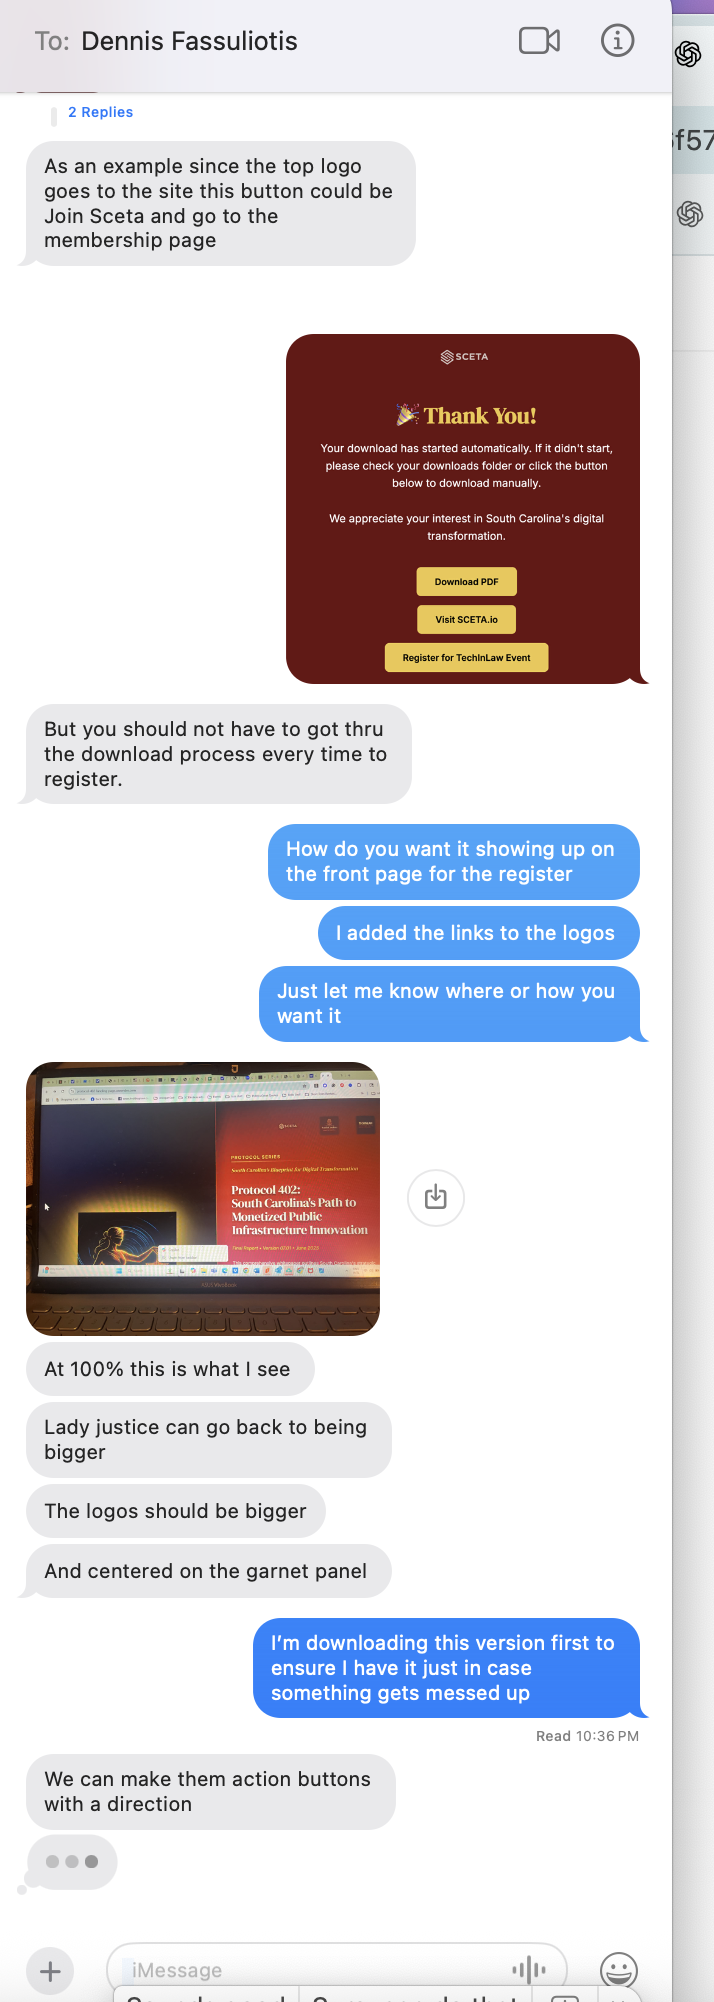 To: Dennis Fassuliotis
2 Replies
As an example since the top logo
goes to the site this button could be
Join Sceta and go to the
membership page
SCETA
Thank You!
Your download has started automatically. If it didn't start,
please check your downloads folder or click the button
below to download manually.
We appreciate your interest in South Carolina's digital
transformation.
Download PDF
Visit SCETA.io
Register for TechInLaw Event
But you should not have to got thru
the download process every time to
register.
How do you want it showing up on
the front page for the register
I added the links to the logos
Just let me know where or how you
want it
PROTOCOL SERIES
South Carolina's Blueprint for Digital Transformation
Protocol 402:
South Carolina's Path to
Monetized Public
Infrastructure Innovation
At 100% this is what I see
Lady justice can go back to being
bigger
The logos should be bigger
And centered on the garnet panel
I'm downloading this version first to
ensure I have it just in case
something gets messed up
Read 10:36 PM
We can make them action buttons
with a direction
iMessage